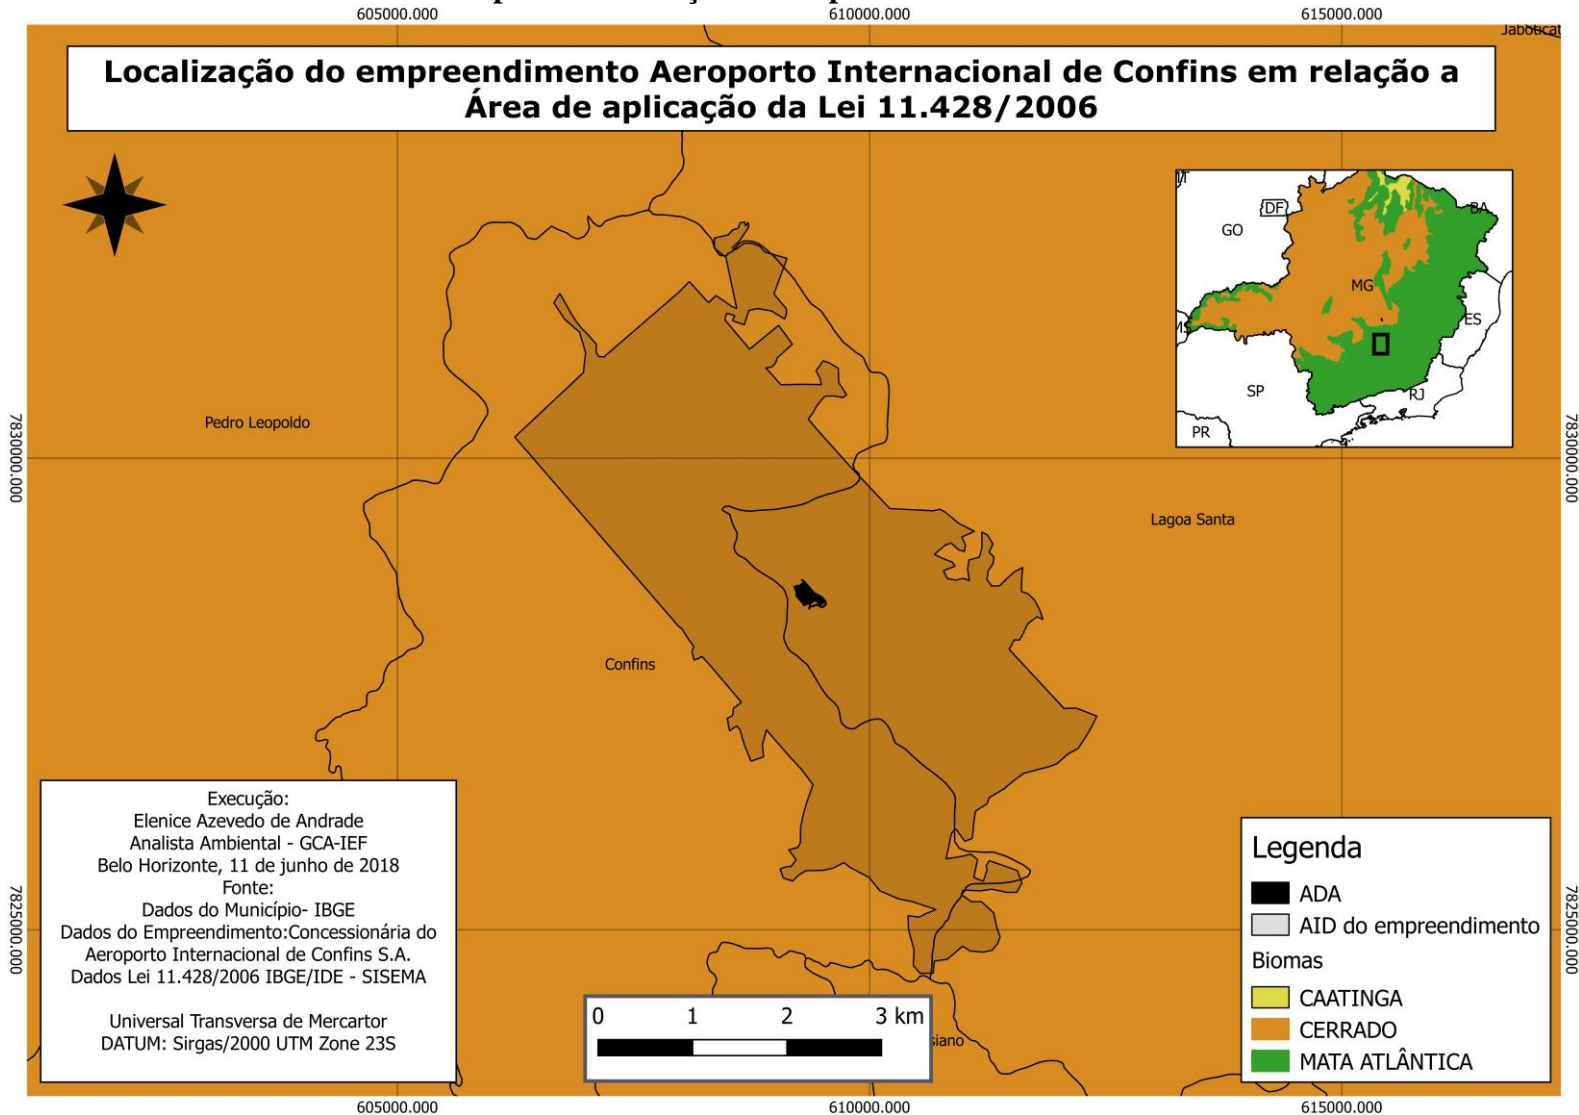 605000.000
610000.000
615000.000
Localização do empreendimento Aeroporto Internacional de Confins em relação a
Área de aplicação da Lei 11.428/2006
DF
GO
BA
MG
ES
MS
SP
RJ
PR
Pedro Leopoldo
7830000.000
7830000.000
Lagoa Santa
Confins
Execução:
Elenice Azevedo de Andrade
Analista Ambiental - GCA-IEF
Belo Horizonte, 11 de junho de 2018
Fonte:
Dados do Município- IBGE
Dados do Empreendimento:Concessionária do
Aeroporto Internacional de Confins S.A.
Dados Lei 11.428/2006 IBGE/IDE - SISEMA
Universal Transversa de Mercartor
DATUM: Sirgas/2000 UTM Zone 23S
7825000.000
7825000.000
Legenda
ADA
AID do empreendimento
Biomas
CAATINGA
CERRADO
MATA ATLÂNTICA
0 1 2 3 km
605000.000
610000.000
615000.000